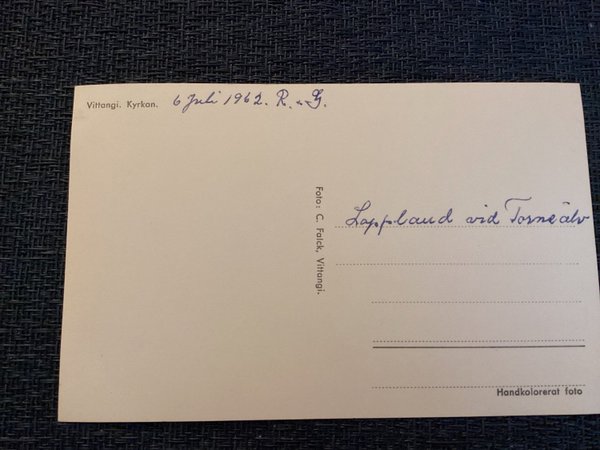 Vittangi. Kyrkan. 6 Juli 1962. R. o. G.
Foto: C. Falck, Vittangi.
Lappland vid Torneälv
Handkolorerat foto